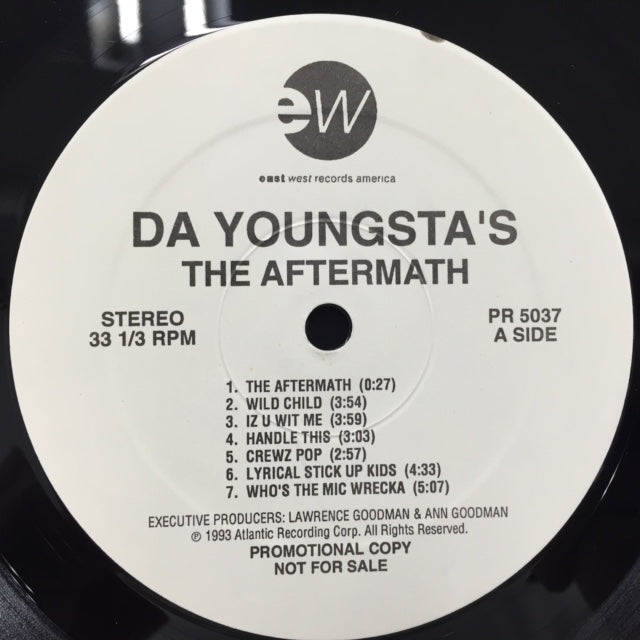 ew
east west records america
DA YOUNGSTA'S
THE AFTERMATH
STEREO
33 1/3 RPM
PR 5037
A SIDE
1. THE AFTERMATH (0:27)
2. WILD CHILD (3:54)
3. IZ U WIT ME (3:59)
4. HANDLE THIS (3:03)
5. CREWZ POP (2:57)
6. LYRICAL STICK UP KIDS (4:33)
7. WHO'S THE MIC WRECKA (5:07)
EXECUTIVE PRODUCERS: LAWRENCE GOODMAN & ANN GOODMAN
℗ 1993 Atlantic Recording Corp. All Rights Reserved.
PROMOTIONAL COPY
NOT FOR SALE